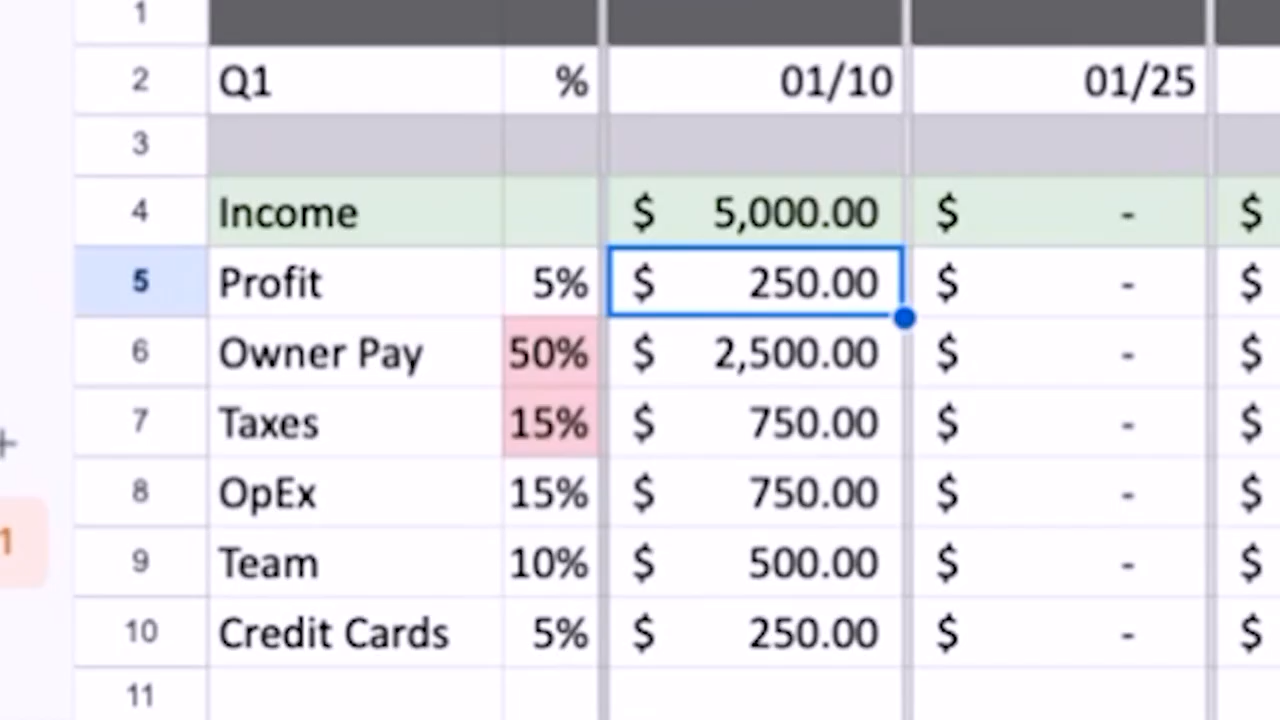 1
2 Q1 % 01/10 01/25
3
4 Income $ 5,000.00 $ - $
5 Profit 5% $ 250.00 $ - $
6 Owner Pay 50% $ 2,500.00 $ - $
7 Taxes 15% $ 750.00 $ - $
8 OpEx 15% $ 750.00 $ - $
9 Team 10% $ 500.00 $ - $
10 Credit Cards 5% $ 250.00 $ - $
11
+
1